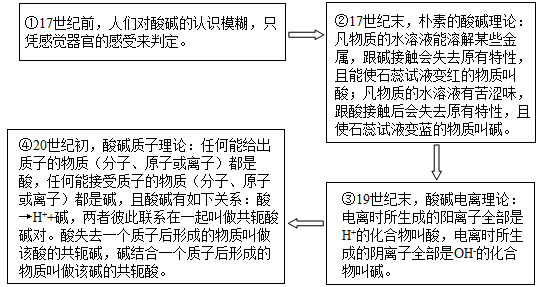 ①17世纪前，人们对酸碱的认识模糊，只
凭感觉器官的感受未判定。
②17世纪末，朴素的酸碱理论：
凡物质的水溶液能溶解某些金
属，跟碱接触会失去原有特性，
且能使石蕊试液变红的物质叫
酸；凡物质的水溶液有苦涩味，
跟酸接触后会失去原有特性，且
使石蕊试液变蓝的物质叫碱。
③19世纪末，酸碱电离理论：
电离时所生成的阳离子全部是
H⁺的化合物叫酸，电离时所生
成的阴离子全部是OH⁻的化合
物叫碱。
④20世纪初，酸碱质子理论：任何能给出
质子的物质（分子、原子或离子）都是
酸，任何能接受质子的物质（分子、原子
或离子）都是碱，且酸碱有如下关系：酸
→H⁺+碱，两者彼此联系在一起叫做共轭酸
碱对。酸失去一个质子后形成的物质叫做
该酸的共轭碱，碱结合一个质子后形成的
物质叫做该碱的共轭酸。